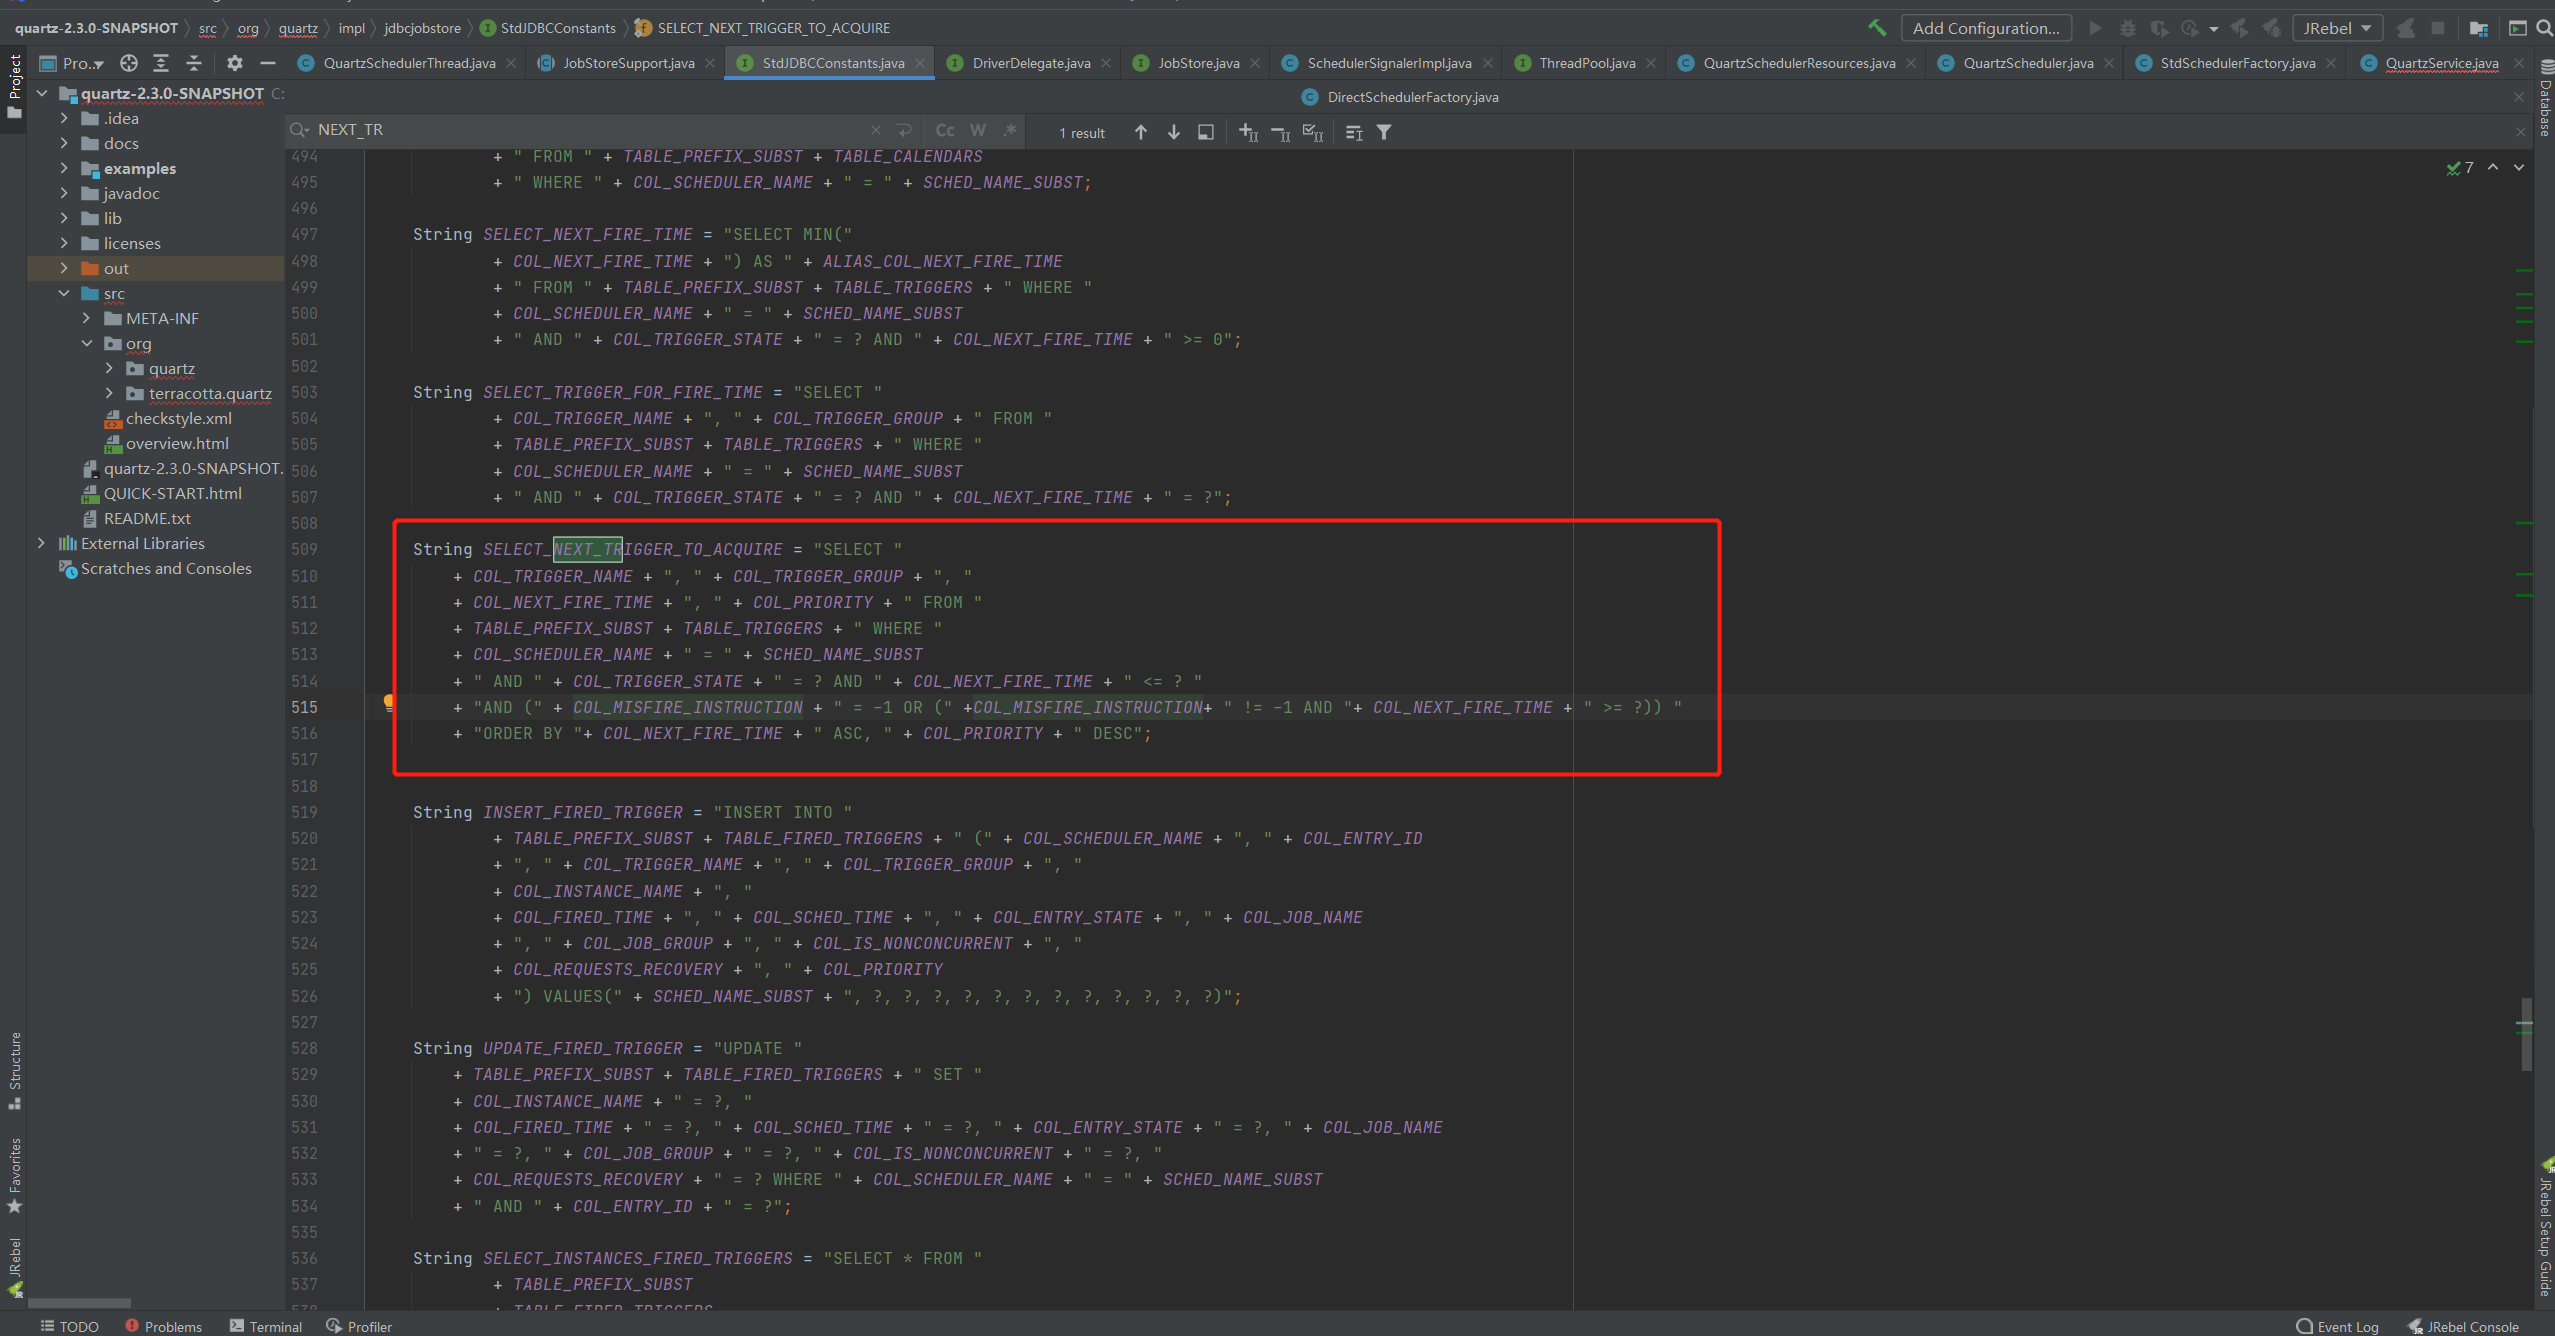 quartz-2.3.0-SNAPSHOT 〉 src 〉 org 〉 quartz 〉 impl 〉 jdbcjobstore 〉 StdJDBCConstants 〉 SELECT_NEXT_TRIGGER_TO_ACQUIRE
Add Configuration...
JRebel
Project
Pro..
QuartzSchedulerThread.java
JobStoreSupport.java
StdJDBCConstants.java
DriverDelegate.java
JobStore.java
SchedulerSignalerImpl.java
ThreadPool.java
QuartzSchedulerResources.java
QuartzScheduler.java
StdSchedulerFactory.java
QuartzService.java
DirectSchedulerFactory.java
Database
NEXT_TR
Cc W .*
1 result
7
quartz-2.3.0-SNAPSHOT C:
.idea
docs
examples
javadoc
lib
licenses
out
src
META-INF
org
quartz
terracotta.quartz
checkstyle.xml
overview.html
quartz-2.3.0-SNAPSHOT.
QUICK-START.html
README.txt
External Libraries
Scratches and Consoles
494 + " FROM " + TABLE_PREFIX_SUBST + TABLE_CALENDARS
495 + " WHERE " + COL_SCHEDULER_NAME + " = " + SCHED_NAME_SUBST;
496
497 String SELECT_NEXT_FIRE_TIME = "SELECT MIN("
498 + COL_NEXT_FIRE_TIME + ") AS " + ALIAS_COL_NEXT_FIRE_TIME
499 + " FROM " + TABLE_PREFIX_SUBST + TABLE_TRIGGERS + " WHERE "
500 + COL_SCHEDULER_NAME + " = " + SCHED_NAME_SUBST
501 + " AND " + COL_TRIGGER_STATE + " = ? AND " + COL_NEXT_FIRE_TIME + " >= 0";
502
503 String SELECT_TRIGGER_FOR_FIRE_TIME = "SELECT "
504 + COL_TRIGGER_NAME + ", " + COL_TRIGGER_GROUP + " FROM "
505 + TABLE_PREFIX_SUBST + TABLE_TRIGGERS + " WHERE "
506 + COL_SCHEDULER_NAME + " = " + SCHED_NAME_SUBST
507 + " AND " + COL_TRIGGER_STATE + " = ? AND " + COL_NEXT_FIRE_TIME + " = ?";
508
509 String SELECT_NEXT_TRIGGER_TO_ACQUIRE = "SELECT "
510 + COL_TRIGGER_NAME + ", " + COL_TRIGGER_GROUP + ", "
511 + COL_NEXT_FIRE_TIME + ", " + COL_PRIORITY + " FROM "
512 + TABLE_PREFIX_SUBST + TABLE_TRIGGERS + " WHERE "
513 + COL_SCHEDULER_NAME + " = " + SCHED_NAME_SUBST
514 + " AND " + COL_TRIGGER_STATE + " = ? AND " + COL_NEXT_FIRE_TIME + " <= ? "
515 + "AND (" + COL_MISFIRE_INSTRUCTION + " = -1 OR (" +COL_MISFIRE_INSTRUCTION+ " != -1 AND "+ COL_NEXT_FIRE_TIME + " >= ?)) "
516 + "ORDER BY "+ COL_NEXT_FIRE_TIME + " ASC, " + COL_PRIORITY + " DESC";
517
518
519 String INSERT_FIRED_TRIGGER = "INSERT INTO "
520 + TABLE_PREFIX_SUBST + TABLE_FIRED_TRIGGERS + " (" + COL_SCHEDULER_NAME + ", " + COL_ENTRY_ID
521 + ", " + COL_TRIGGER_NAME + ", " + COL_TRIGGER_GROUP + ", "
522 + COL_INSTANCE_NAME + ", "
523 + COL_FIRED_TIME + ", " + COL_SCHED_TIME + ", " + COL_ENTRY_STATE + ", " + COL_JOB_NAME
524 + ", " + COL_JOB_GROUP + ", " + COL_IS_NONCONCURRENT + ", "
525 + COL_REQUESTS_RECOVERY + ", " + COL_PRIORITY
526 + ") VALUES(" + SCHED_NAME_SUBST + ", ?, ?, ?, ?, ?, ?, ?, ?, ?, ?, ?, ?)";
527
528 String UPDATE_FIRED_TRIGGER = "UPDATE "
529 + TABLE_PREFIX_SUBST + TABLE_FIRED_TRIGGERS + " SET "
530 + COL_INSTANCE_NAME + " = ?, "
531 + COL_FIRED_TIME + " = ?, " + COL_SCHED_TIME + " = ?, " + COL_ENTRY_STATE + " = ?, " + COL_JOB_NAME
532 + " = ?, " + COL_JOB_GROUP + " = ?, " + COL_IS_NONCONCURRENT + " = ?, "
533 + COL_REQUESTS_RECOVERY + " = ? WHERE " + COL_SCHEDULER_NAME + " = " + SCHED_NAME_SUBST
534 + " AND " + COL_ENTRY_ID + " = ?";
535
536 String SELECT_INSTANCES_FIRED_TRIGGERS = "SELECT * FROM "
537 + TABLE_PREFIX_SUBST
538 + TABLE_FIRED_TRIGGERS
Structure
Favorites
JRebel
JRebel Setup Guide
TODO
Problems
Terminal
Profiler
Event Log
JRebel Console